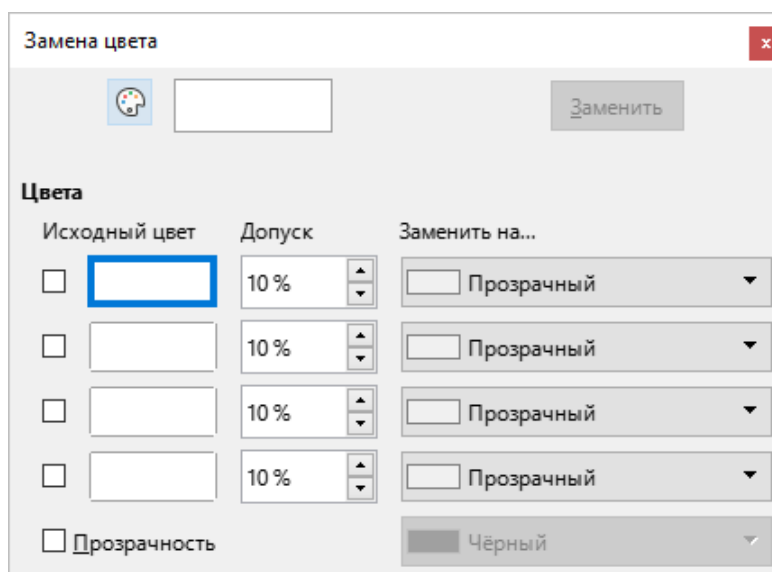 Замена цвета
x
Заменить
Цвета
Исходный цвет Допуск Заменить на...
10 % Прозрачный
10 % Прозрачный
10 % Прозрачный
10 % Прозрачный
Прозрачность Чёрный